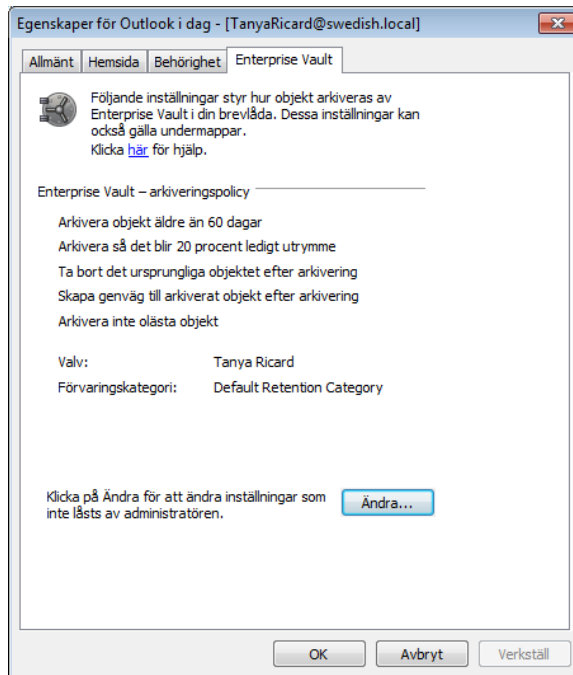 Egenskaper för Outlook i dag - [TanyaRicard@swedish.local]
Allmänt Hemsida Behörighet Enterprise Vault
Följande inställningar styr hur objekt arkiveras av
Enterprise Vault i din brevlåda. Dessa inställningar kan
också gälla undermappar.
Klicka här för hjälp.
Enterprise Vault – arkiveringspolicy
Arkivera objekt äldre än 60 dagar
Arkivera så det blir 20 procent ledigt utrymme
Ta bort det ursprungliga objektet efter arkivering
Skapa genväg till arkiverat objekt efter arkivering
Arkivera inte olästa objekt
Valv: Tanya Ricard
Förvaringskategori: Default Retention Category
Klicka på Ändra för att ändra inställningar som
inte låsts av administratören.
Ändra...
OK Avbryt Verkställ